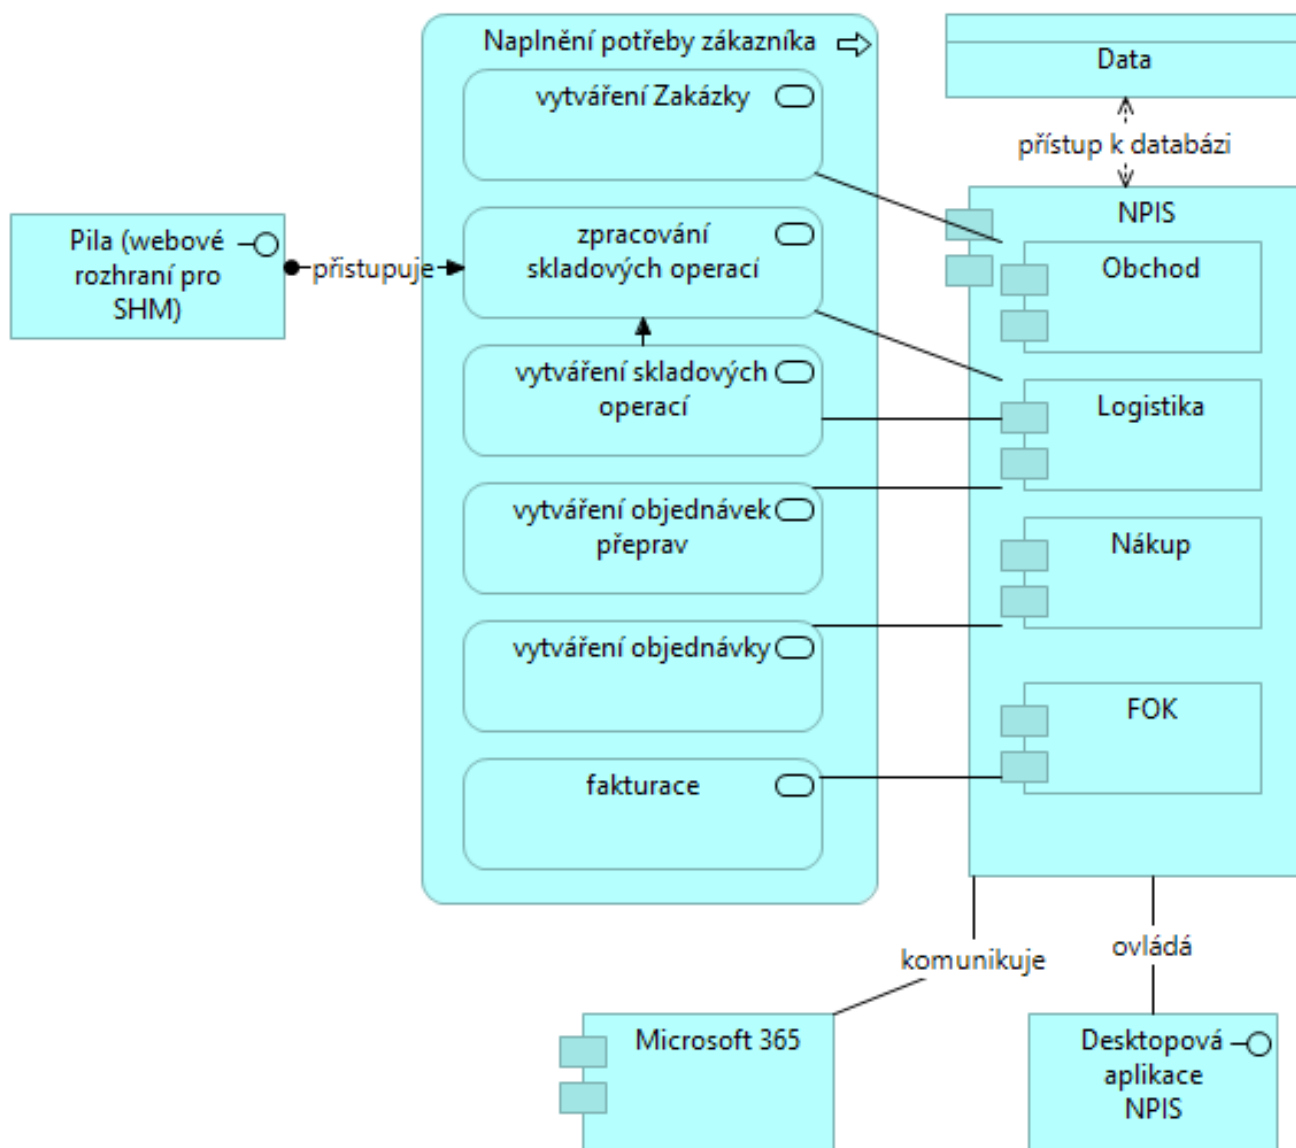 Naplnění potřeby zákazníka
vytváření Zakázky
Data
přístup k databázi
NPIS
Pila (webové
rozhraní pro
SHM)
přistupuje
zpracování
skladových operací
Obchod
vytváření skladových
operací
Logistika
vytváření objednávek
přeprav
Nákup
vytváření objednávky
FOK
fakturace
komunikuje
ovládá
Microsoft 365
Desktopová
aplikace
NPIS